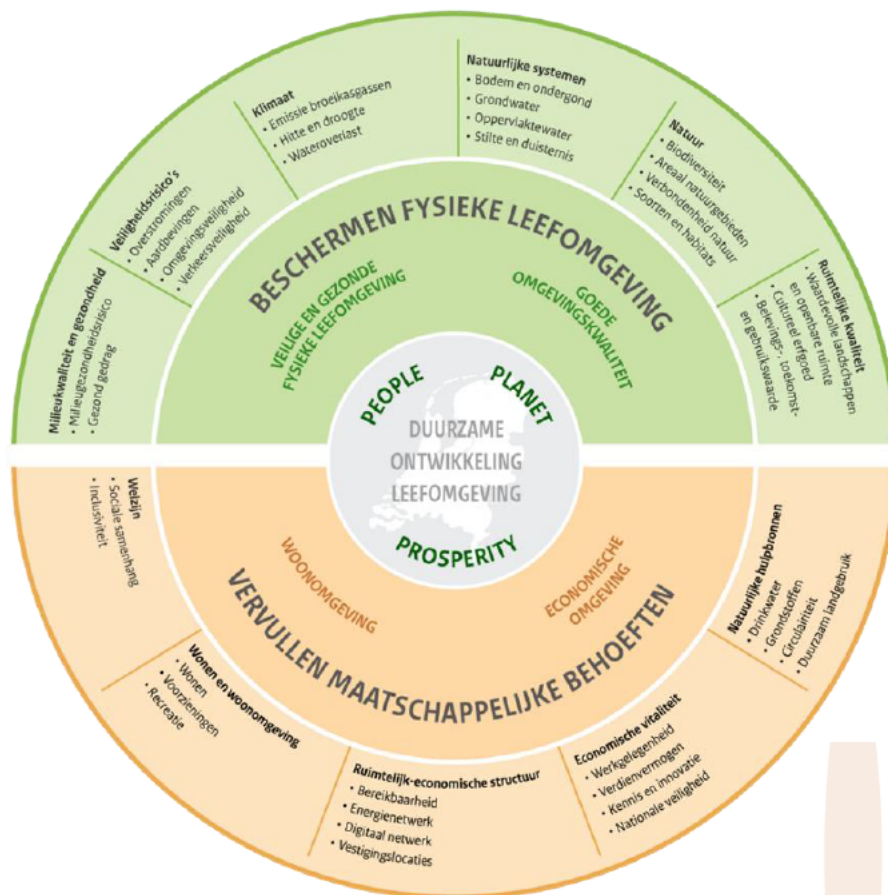 Milieukwaliteit en gezondheid
• Milieugezondheidsrisico
• Gezond gedrag
Veiligheidsrisico's
• Overstromingen
• Aardbevingen
• Omgevingsveiligheid
• Verkeersveiligheid
Klimaat
• Emissie broeikasgassen
• Hitte en droogte
• Wateroverlast
Natuurlijke systemen
• Bodem en ondergond
• Grondwater
• Oppervlaktewater
• Stilte en duisternis
Natuur
• Biodiversiteit
• Areaal natuurgebieden
• Verbondenheid natuur
• Soorten en habitats
Ruimtelijke kwaliteit
• Waardevolle landschappen
en openbare ruimte
• Cultureel erfgoed
• Belevings-, toekomst-
en gebruikswaarde
BESCHERMEN FYSIEKE LEEFOMGEVING
VEILIGE EN GEZONDE
FYSIEKE LEEFOMGEVING
GOEDE
OMGEVINGSKWALITEIT
PEOPLE
PLANET
DUURZAME
ONTWIKKELING
LEEFOMGEVING
PROSPERITY
WOONOMGEVING
ECONOMISCHE
OMGEVING
VERVULLEN MAATSCHAPPELIJKE BEHOEFTEN
Welzijn
• Sociale samenhang
• Inclusiviteit
Wonen en woonomgeving
• Wonen
• Voorzieningen
• Recreatie
Ruimtelijk-economische structuur
• Bereikbaarheid
• Energienetwerk
• Digitaal netwerk
• Vestigingslocaties
Economische vitaliteit
• Werkgelegenheid
• Verdienvermogen
• Kennis en innovatie
• Nationale veiligheid
Natuurlijke hulpbronnen
• Drinkwater
• Grondstoffen
• Circulairiteit
• Duurzaam landgebruik